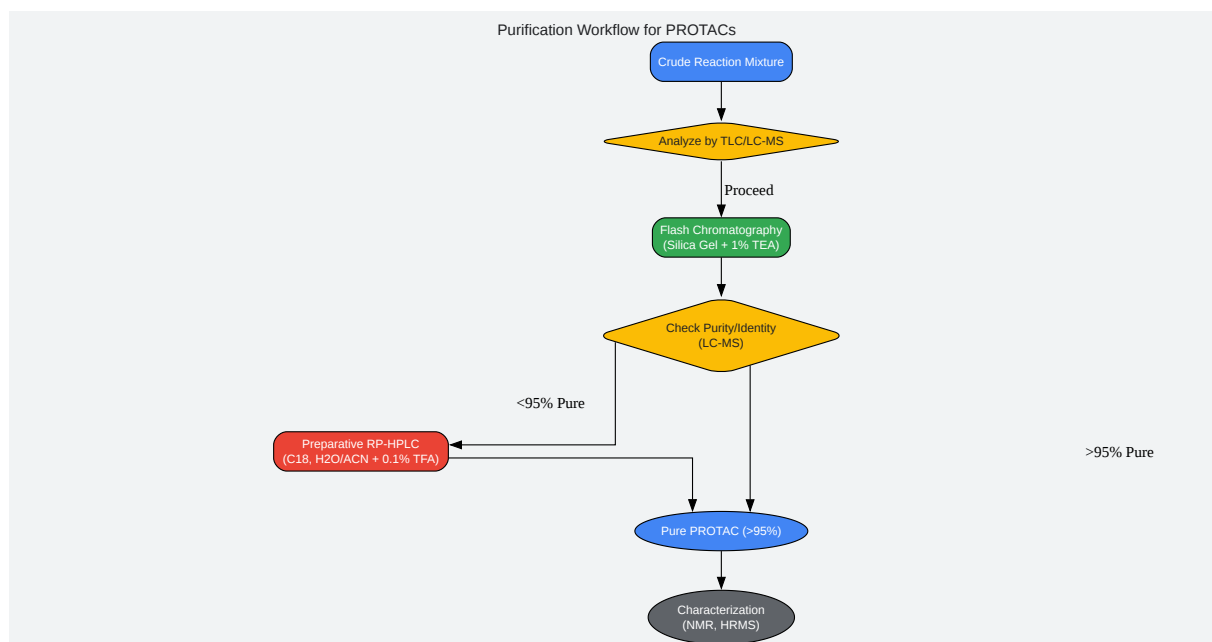 Purification Workflow for PROTACs
Crude Reaction Mixture
Analyze by TLC/LC-MS
Proceed
Flash Chromatography
(Silica Gel + 1% TEA)
Check Purity/Identity
(LC-MS)
<95% Pure
Preparative RP-HPLC
(C18, H2O/ACN + 0.1% TFA)
>95% Pure
Pure PROTAC (>95%)
Characterization
(NMR, HRMS)